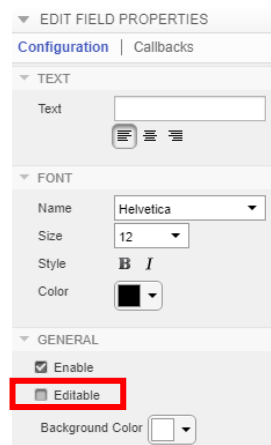 EDIT FIELD PROPERTIES
Configuration | Callbacks
TEXT
Text
FONT
Name Helvetica
Size 12
Style B I
Color
GENERAL
Enable
Editable
Background Color